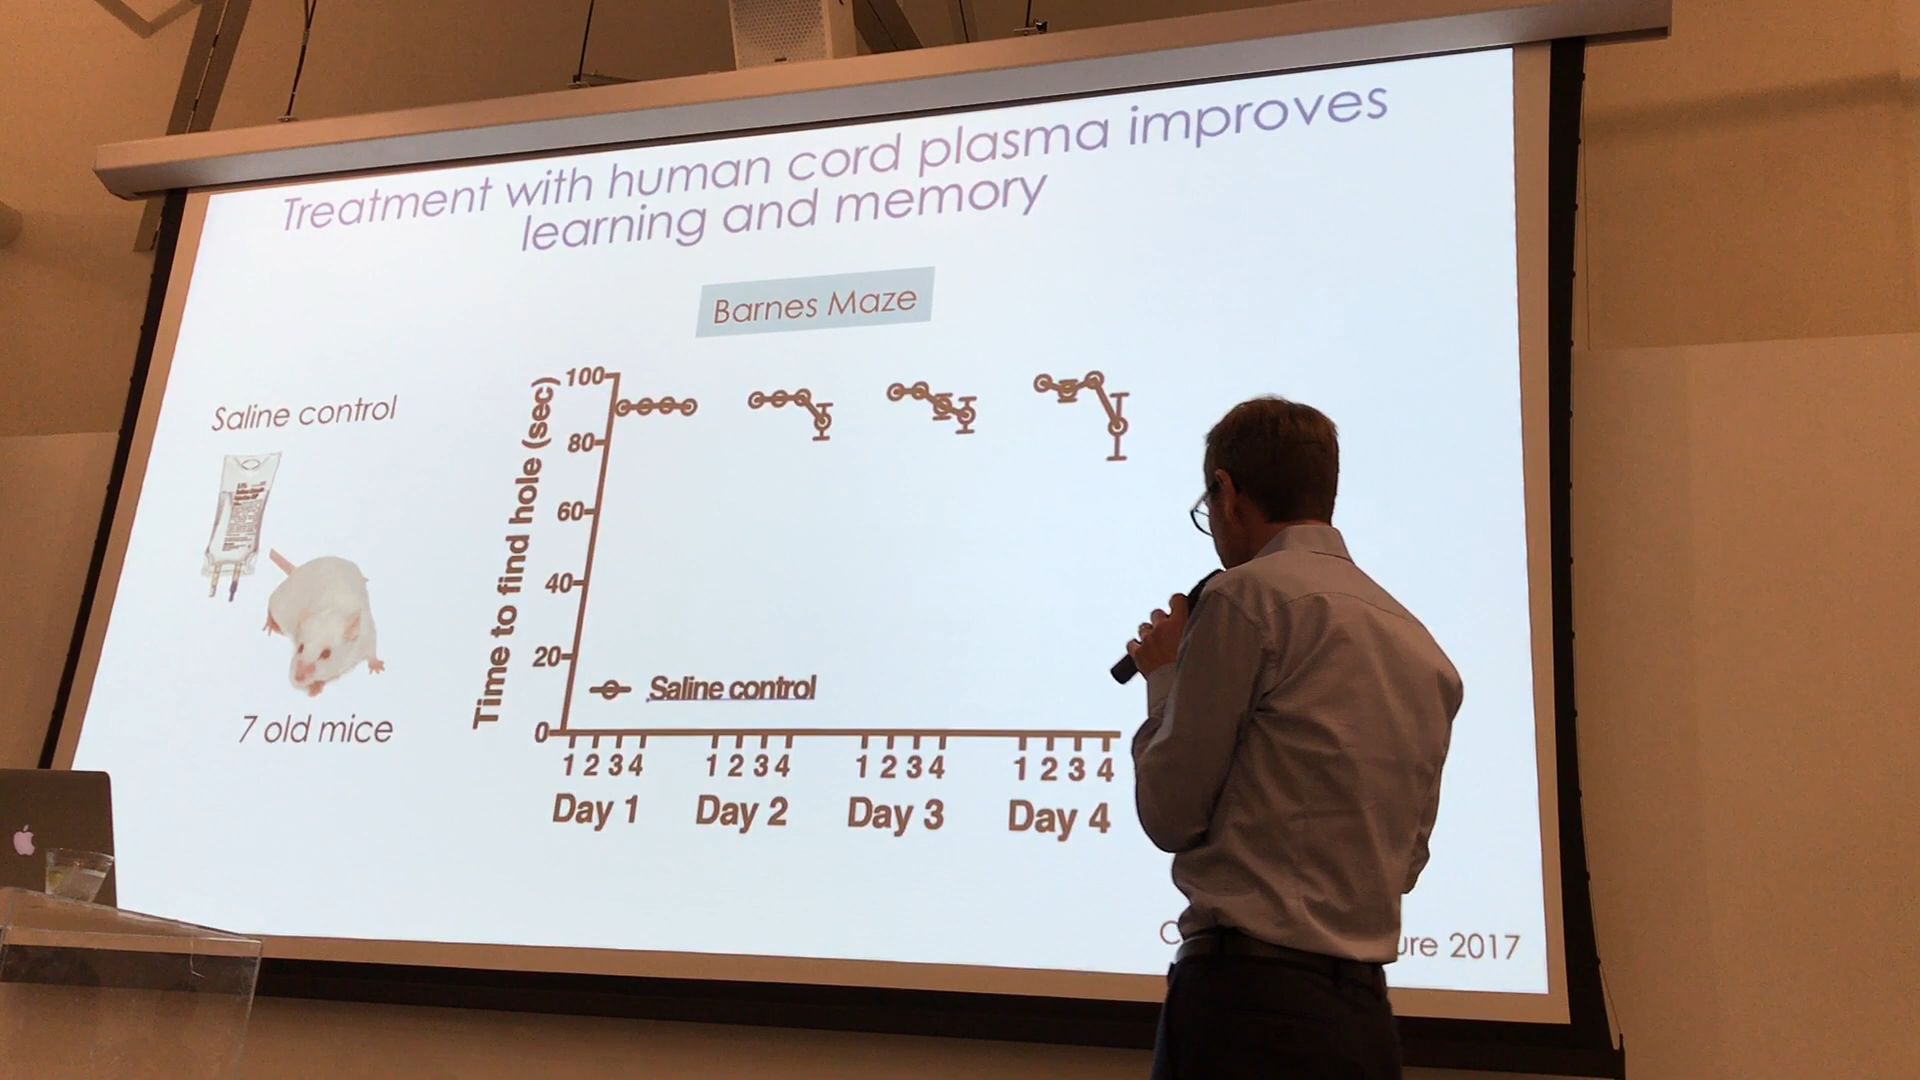 Treatment with human cord plasma improves
learning and memory
Barnes Maze
Saline control
7 old mice
Time to find hole (sec)
100
80
60
40
20
0
Saline control
1 2 3 4
1 2 3 4
1 2 3 4
1 2 3 4
Day 1
Day 2
Day 3
Day 4
2017